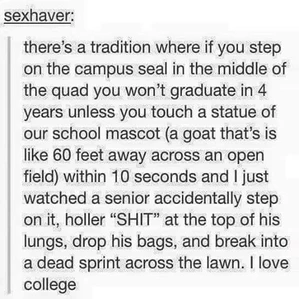 sexhaver:
there's a tradition where if you step
on the campus seal in the middle of
the quad you won't graduate in 4
years unless you touch a statue of
our school mascot (a goat that's is
like 60 feet away across an open
field) within 10 seconds and I just
watched a senior accidentally step
on it, holler “SHIT” at the top of his
lungs, drop his bags, and break into
a dead sprint across the lawn. I love
college